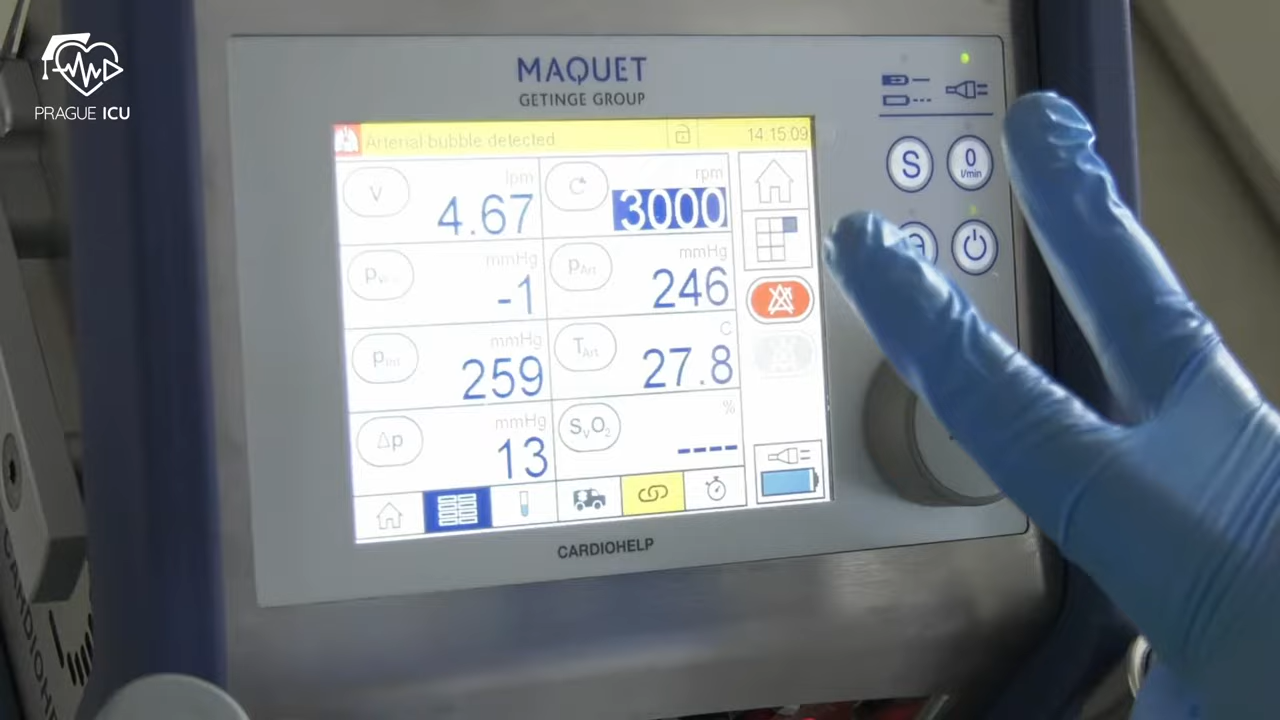 PRAGUE ICU
MAQUET
GETINGE GROUP
Arterial bubble detected
14:15:09
V
lpm
4.67
rpm
3000
S
0
l/min
mmHg
-1
PArt
mmHg
246
mmHg
259
TArt
C
27.8
Δp
mmHg
13
SvO2
%
----
CARDIOHELP